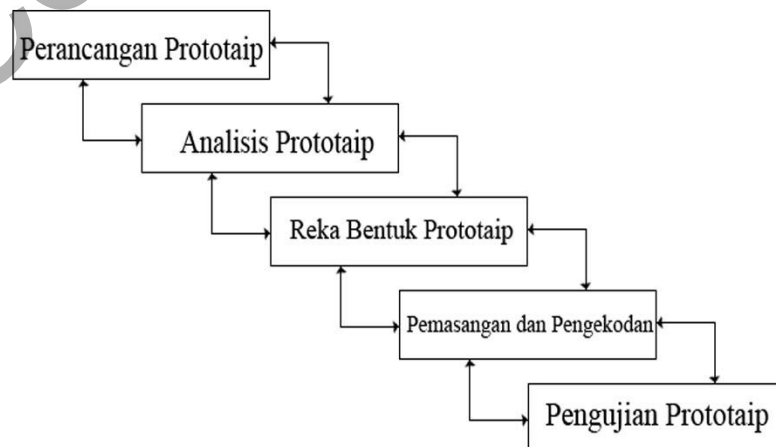 Perancangan Prototaip
Analisis Prototaip
Reka Bentuk Prototaip
Pemasangan dan Pengekodan
Pengujian Prototaip